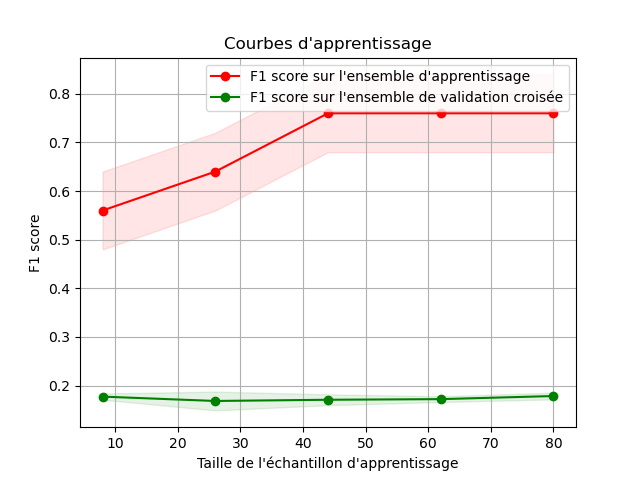 Courbes d'apprentissage
F1 score sur l'ensemble d'apprentissage
F1 score sur l'ensemble de validation croisée
F1 score
0.8
0.7
0.6
0.5
0.4
0.3
0.2
10 20 30 40 50 60 70 80
Taille de l'échantillon d'apprentissage